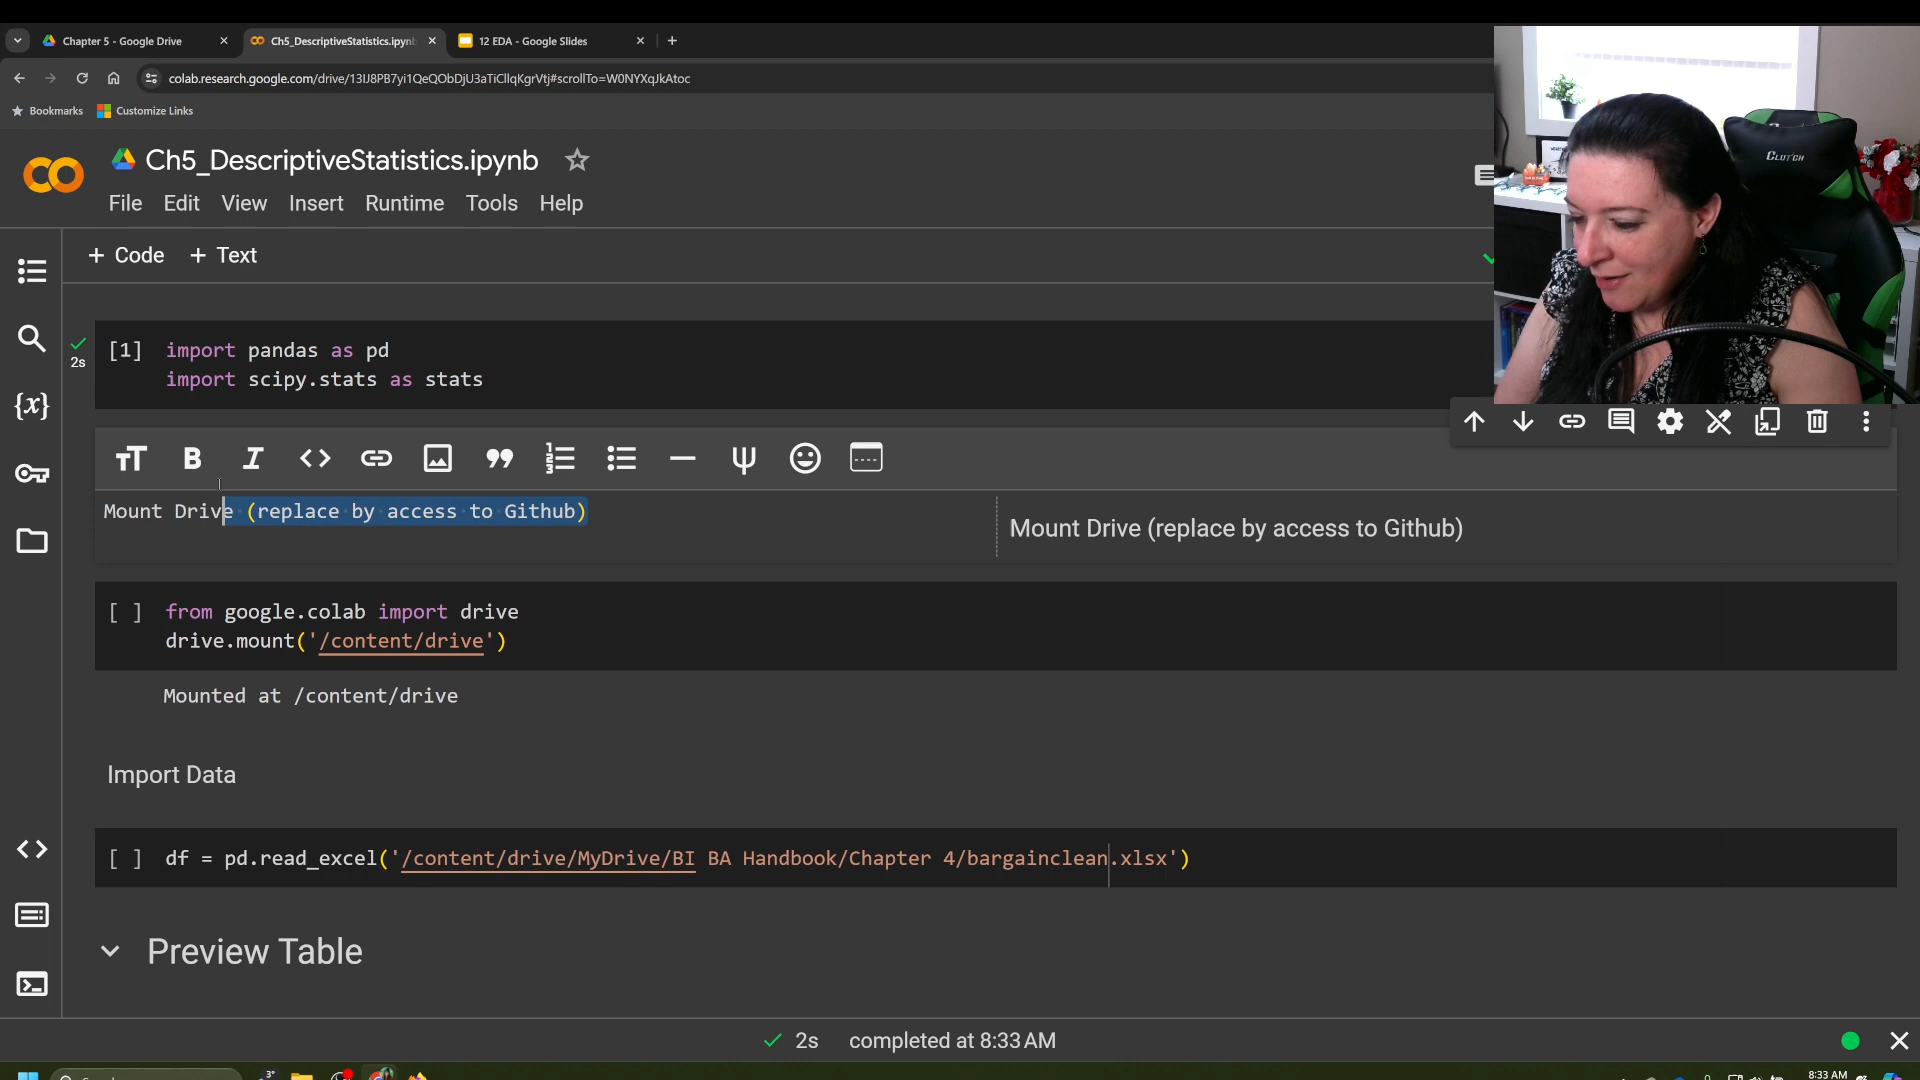 Chapter 5 - Google Drive
Ch5_DescriptiveStatistics.ipynb
12 EDA - Google Slides
colab.research.google.com/drive/13IJ8PB7yi1QeQObDjU3aTiCllqKgrVtj#scrollTo=W0NYXqJkAtoc
Bookmarks
Customize Links
Ch5_DescriptiveStatistics.ipynb
File Edit View Insert Runtime Tools Help
+ Code + Text
CLUTCH
[1] import pandas as pd
import scipy.stats as stats
2s
Mount Drive (replace by access to Github)
Mount Drive (replace by access to Github)
[ ] from google.colab import drive
drive.mount('/content/drive')
Mounted at /content/drive
Import Data
[ ] df = pd.read_excel('/content/drive/MyDrive/BI BA Handbook/Chapter 4/bargainclean.xlsx')
Preview Table
2s completed at 8:33 AM
8:33 AM